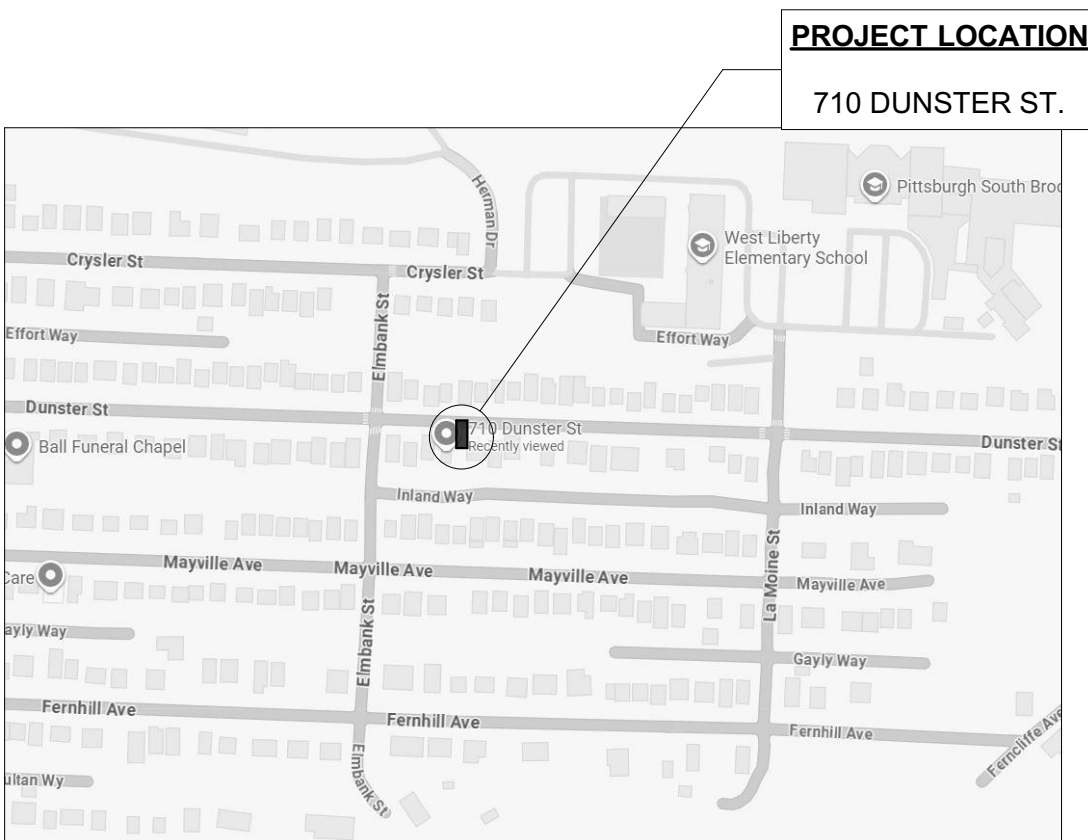 PROJECT LOCATION
710 DUNSTER ST.
Herman Dr
Pittsburgh South Broo
West Liberty
Elementary School
Crysler St
Crysler St
Elmbank St
Effort Way
Effort Way
Dunster St
710 Dunster St
Recently viewed
Ball Funeral Chapel
Dunster St
Inland Way
Inland Way
La Moine St
Mayville Ave
Mayville Ave
Mayville Ave
Mayville Ave
Care
ayly Way
Elmbank St
Gayly Way
Fernhill Ave
Fernhill Ave
Fernhill Ave
Ferncliffe Ave
Elmbank St
ultan Wy